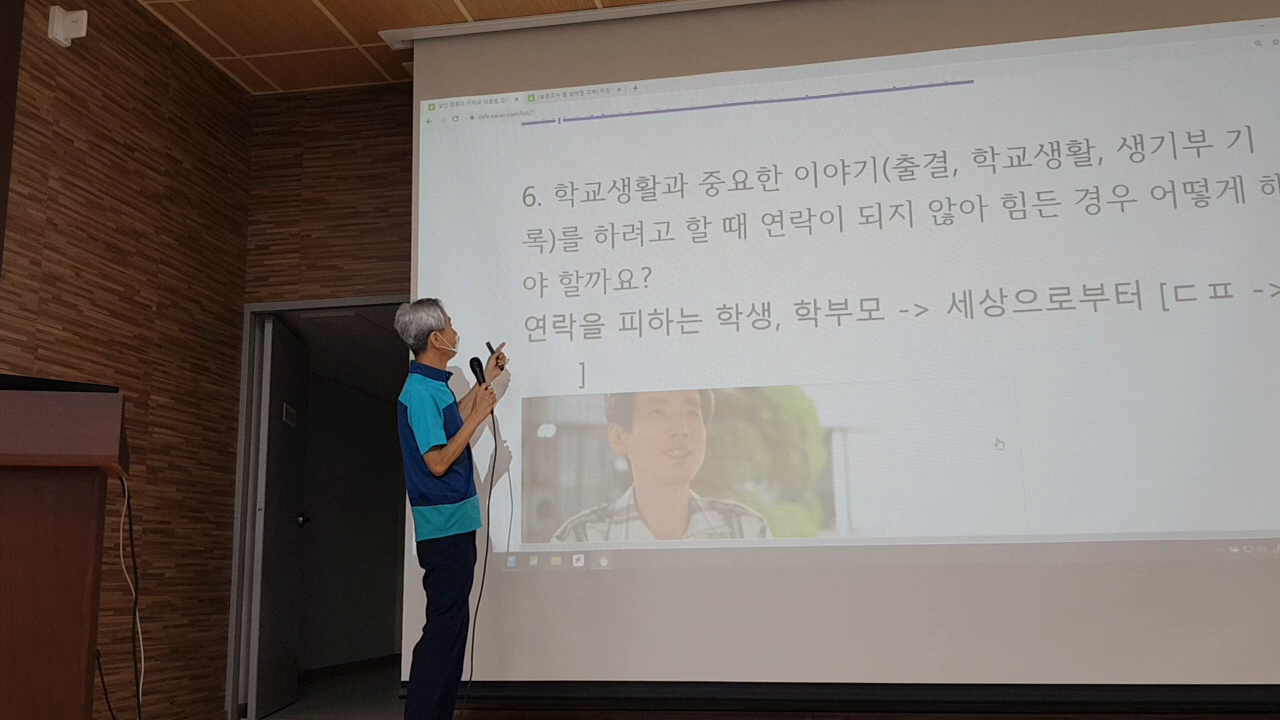 cafe.naver.com
6. 학교생활과 중요한 이야기(출결, 학교생활, 생기부 기
록)를 하려고 할 때 연락이 되지 않아 힘든 경우 어떻게 하
야 할까요?
연락을 피하는 학생, 학부모 -> 세상으로부터 [ㄷㅍ ->
]